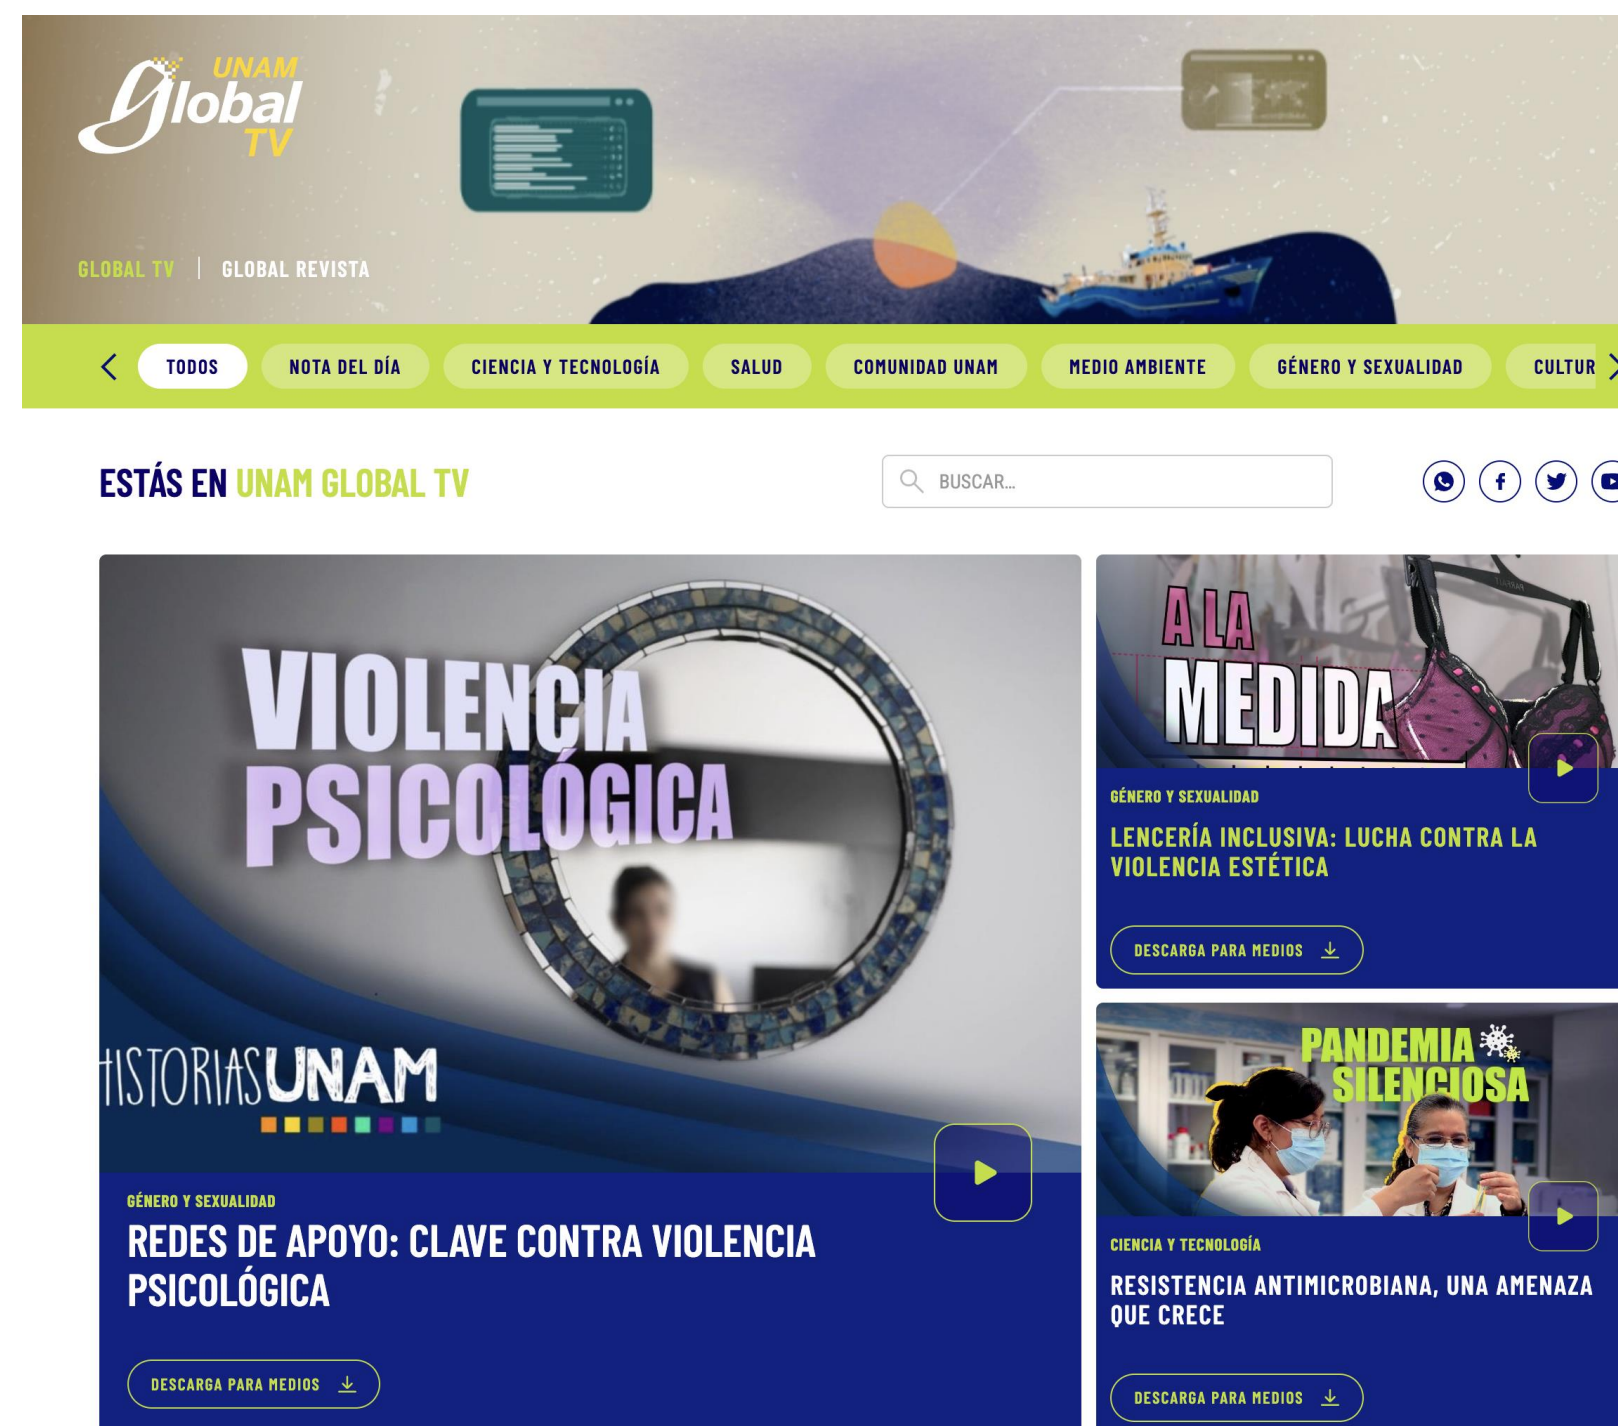 UNAM
Global
TV
GLOBAL TV | GLOBAL REVISTA
TODOS NOTA DEL DÍA CIENCIA Y TECNOLOGÍA SALUD COMUNIDAD UNAM MEDIO AMBIENTE GÉNERO Y SEXUALIDAD CULTUR
ESTÁS EN UNAM GLOBAL TV
BUSCAR...
VIOLENCIA
PSICOLÓGICA
HISTORIASUNAM
GÉNERO Y SEXUALIDAD
REDES DE APOYO: CLAVE CONTRA VIOLENCIA
PSICOLÓGICA
DESCARGA PARA MEDIOS
A LA
MEDIDA
GÉNERO Y SEXUALIDAD
LENCERÍA INCLUSIVA: LUCHA CONTRA LA
VIOLENCIA ESTÉTICA
DESCARGA PARA MEDIOS
PANDEMIA
SILENCIOSA
CIENCIA Y TECNOLOGÍA
RESISTENCIA ANTIMICROBIANA, UNA AMENAZA
QUE CRECE
DESCARGA PARA MEDIOS